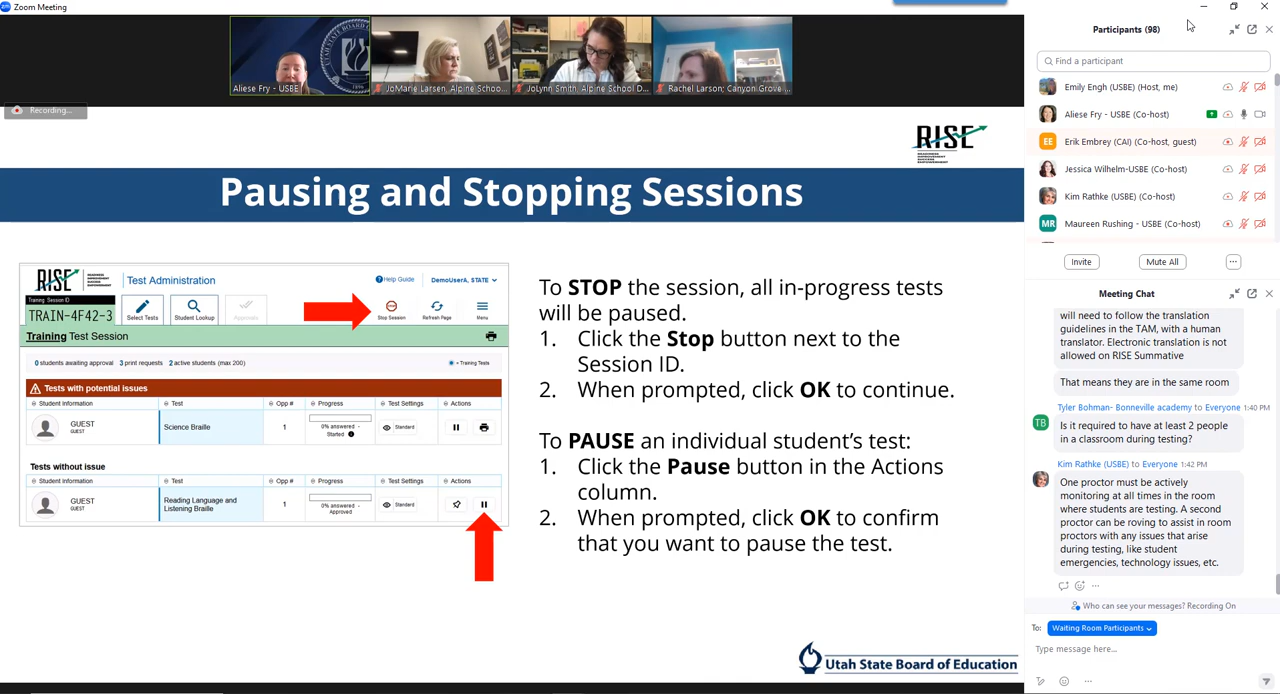 Zoom Meeting
Recording...
Aliese Fry - USBE
JoMarie Larsen, Alpine Schoo...
JoLynn Smith, Alpine School D...
Rachel Larson; Canyon Grove ...
RISE
READINESS
IMPROVEMENT
SUCCESS
EMPOWERMENT
Pausing and Stopping Sessions
RISE
Test Administration
Help Guide
DemoUserA, STATE
Training Session ID
TRAIN-4F42-3
Select Tests
Student Lookup
Approvals
Stop Session
Refresh Page
Menu
Training Test Session
0 students awaiting approval 3 print requests 2 active students (max 200)
= Training Tests
Tests with potential issues
Student Information Test Opp # Progress Test Settings Actions
GUEST
GUEST
Science Braille
1
0% answered -
Started
Standard
Tests without issue
Student Information Test Opp # Progress Test Settings Actions
GUEST
GUEST
Reading Language and
Listening Braille
1
0% answered -
Approved
Standard
To STOP the session, all in-progress tests
will be paused.
1. Click the Stop button next to the
Session ID.
2. When prompted, click OK to continue.
To PAUSE an individual student's test:
1. Click the Pause button in the Actions
column.
2. When prompted, click OK to confirm
that you want to pause the test.
Utah State Board of Education
Participants (98)
Find a participant
Emily Engh (USBE) (Host, me)
Aliese Fry - USBE (Co-host)
EE
Erik Embrey (CAI) (Co-host, guest)
Jessica Wilhelm-USBE (Co-host)
Kim Rathke (USBE) (Co-host)
MR
Maureen Rushing - USBE (Co-host)
Invite
Mute All
...
Meeting Chat
will need to follow the translation
guidelines in the TAM, with a human
translator. Electronic translation is not
allowed on RISE Summative
That means they are in the same room
Tyler Bohman- Bonneville academy to Everyone 1:40 PM
TB
Is it required to have at least 2 people
in a classroom during testing?
Kim Rathke (USBE) to Everyone 1:42 PM
One proctor must be actively
monitoring at all times in the room
where students are testing. A second
proctor can be roving to assist in room
proctors with any issues that arise
during testing, like student
emergencies, technology issues, etc.
Who can see your messages? Recording On
To: Waiting Room Participants
Type message here...